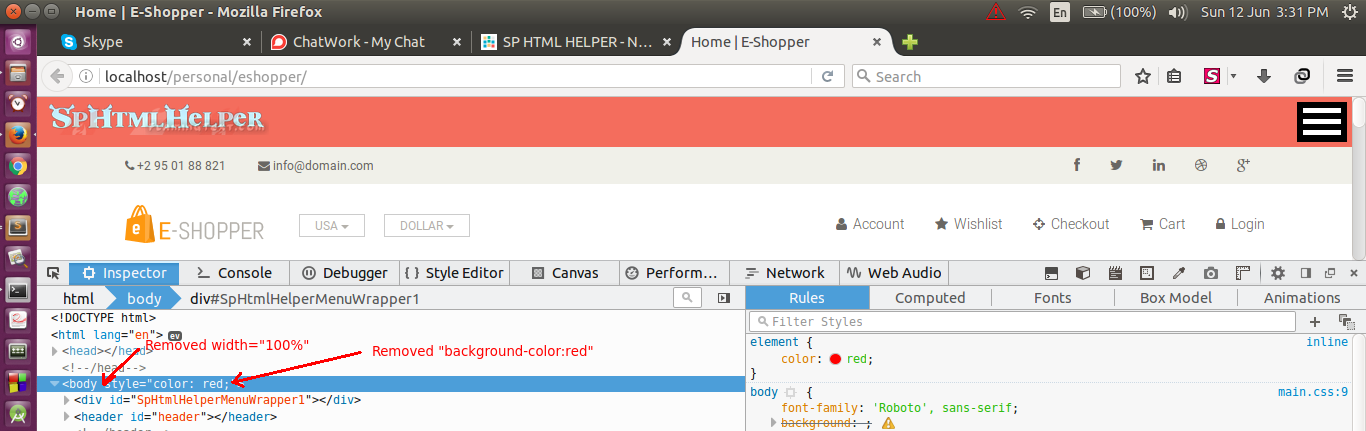 Home | E-Shopper - Mozilla Firefox
En
(100%)
Sun 12 Jun 3:31 PM
Skype
ChatWork - My Chat
SP HTML HELPER - N...
Home | E-Shopper
localhost/personal/eshopper/
Search
SpHtmlHelper
+2 95 01 88 821
info@domain.com
E-SHOPPER
USA
DOLLAR
Account
Wishlist
Checkout
Cart
Login
Inspector
Console
Debugger
Style Editor
Canvas
Perform...
Network
Web Audio
html
body
div#SpHtmlHelperMenuWrapper1
Rules
Computed
Fonts
Box Model
Animations
<!DOCTYPE html>
<html lang="en"> ev
<head></head>
<!--/head-->
<body style="color: red;
<div id="SpHtmlHelperMenuWrapper1"></div>
<header id="header"></header>
<!--/header-->
Removed width="100%"
Removed "background-color:red"
Filter Styles
element {
inline
color: red;
}
body {
main.css:9
font-family: 'Roboto', sans-serif;
background: ;